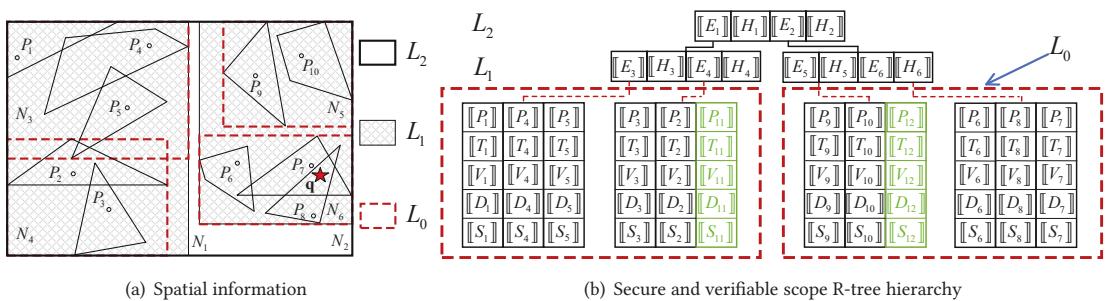 P1
P4
P10
P9
P5
N3
N5
P2
P6
P7
q
P3
P8
N6
N4
N1
N2
L2
L1
L0
(a) Spatial information
L2
⟦E1⟧ ⟦H1⟧ ⟦E2⟧ ⟦H2⟧
L0
L1
⟦E3⟧ ⟦H3⟧ ⟦E4⟧ ⟦H4⟧ ⟦E5⟧ ⟦H5⟧ ⟦E6⟧ ⟦H6⟧
⟦P1⟧ ⟦P4⟧ ⟦P5⟧ ⟦P3⟧ ⟦P2⟧ ⟦P11⟧ ⟦P9⟧ ⟦P10⟧ ⟦P12⟧ ⟦P6⟧ ⟦P8⟧ ⟦P7⟧
⟦T1⟧ ⟦T4⟧ ⟦T5⟧ ⟦T3⟧ ⟦T2⟧ ⟦T11⟧ ⟦T9⟧ ⟦T10⟧ ⟦T12⟧ ⟦T6⟧ ⟦T8⟧ ⟦T7⟧
⟦V1⟧ ⟦V4⟧ ⟦V5⟧ ⟦V3⟧ ⟦V2⟧ ⟦V11⟧ ⟦V9⟧ ⟦V10⟧ ⟦V12⟧ ⟦V6⟧ ⟦V8⟧ ⟦V7⟧
⟦D1⟧ ⟦D4⟧ ⟦D5⟧ ⟦D3⟧ ⟦D2⟧ ⟦D11⟧ ⟦D9⟧ ⟦D10⟧ ⟦D12⟧ ⟦D6⟧ ⟦D8⟧ ⟦D7⟧
⟦S1⟧ ⟦S4⟧ ⟦S5⟧ ⟦S3⟧ ⟦S2⟧ ⟦S11⟧ ⟦S9⟧ ⟦S10⟧ ⟦S12⟧ ⟦S6⟧ ⟦S8⟧ ⟦S7⟧
(b) Secure and verifiable scope R-tree hierarchy